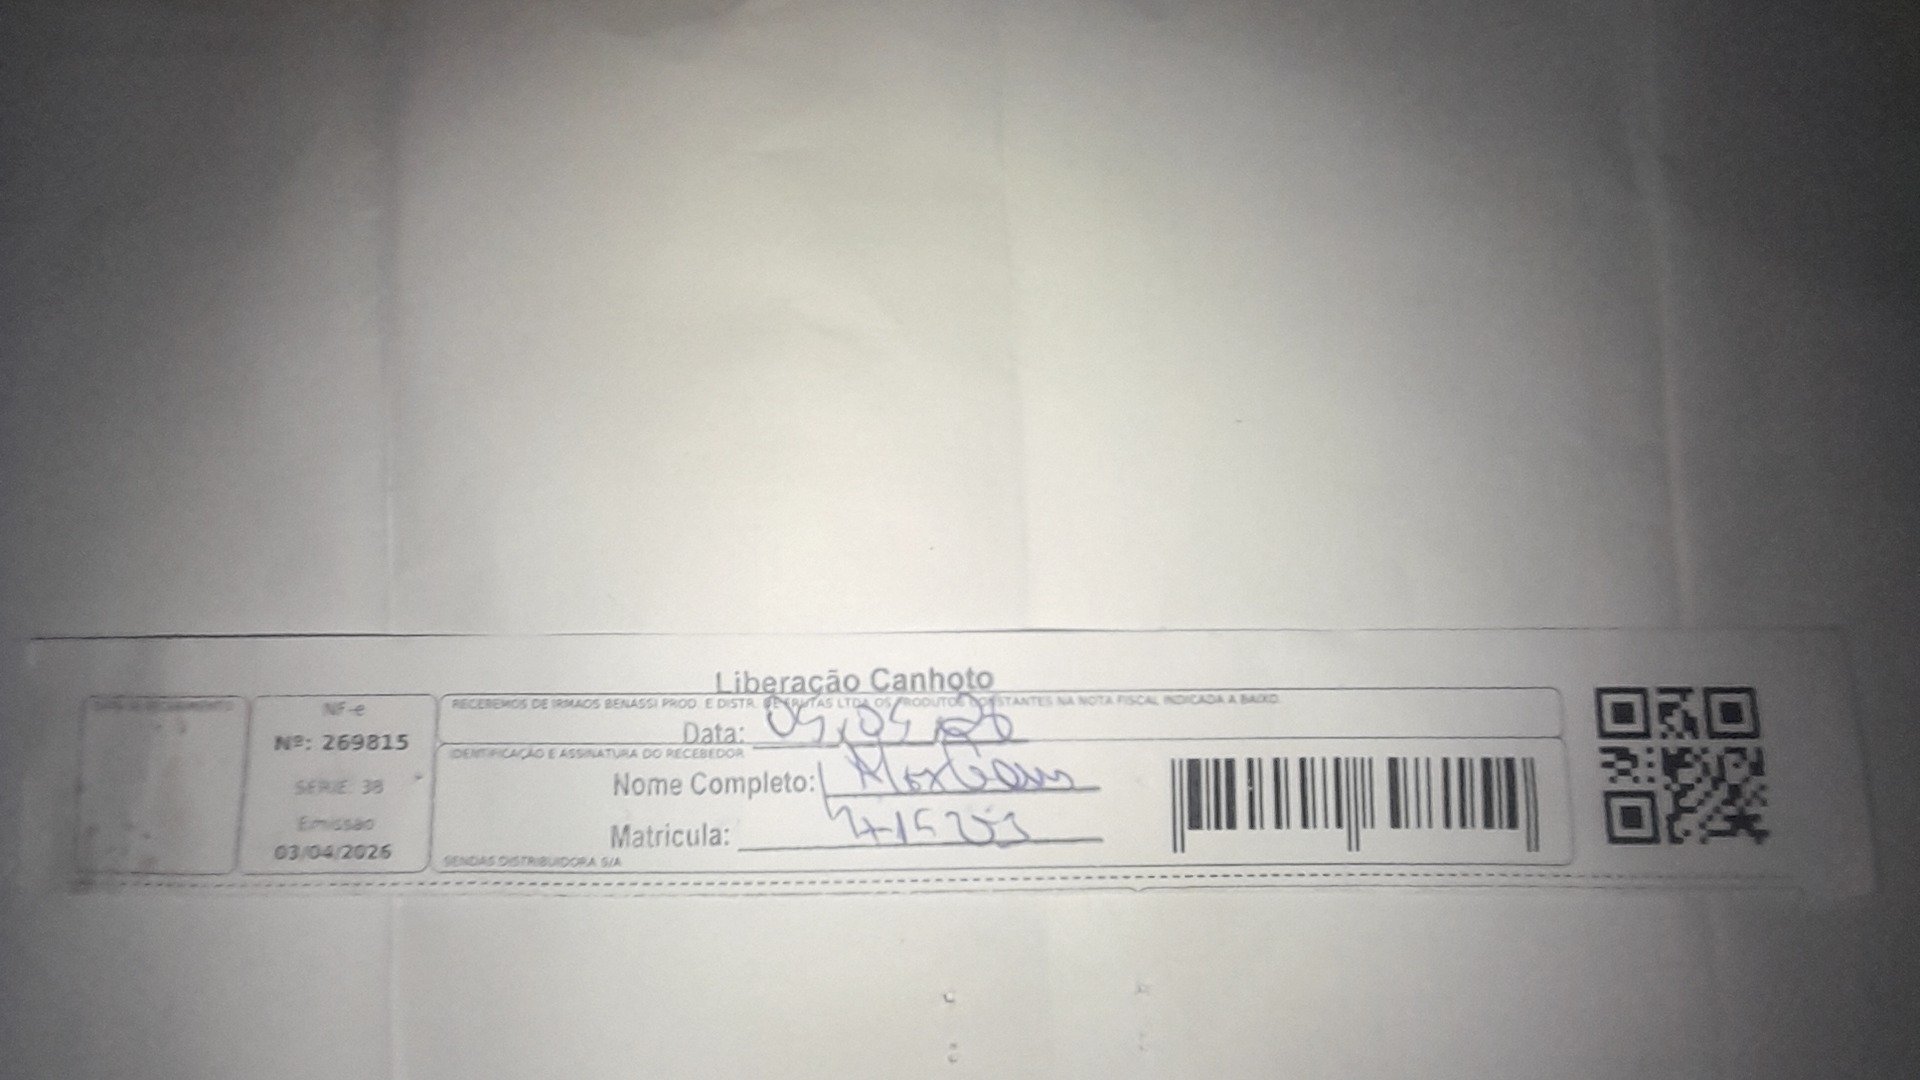 Liberação Canhoto
RECEBEMOS DE IRMAOS BENASSI PROD. E DISTR. DE FRUTAS LTDA OS PRODUTOS CONSTANTES NA NOTA FISCAL INDICADA A BAIXO.
NF-e
Nº: 269815
SERIE: 38
Emissao
03/04/2026
Data:
IDENTIFICAÇÃO E ASSINATURA DO RECEBEDOR
Nome Completo:
Matricula:
SENDAS DISTRIBUIDORA S/A